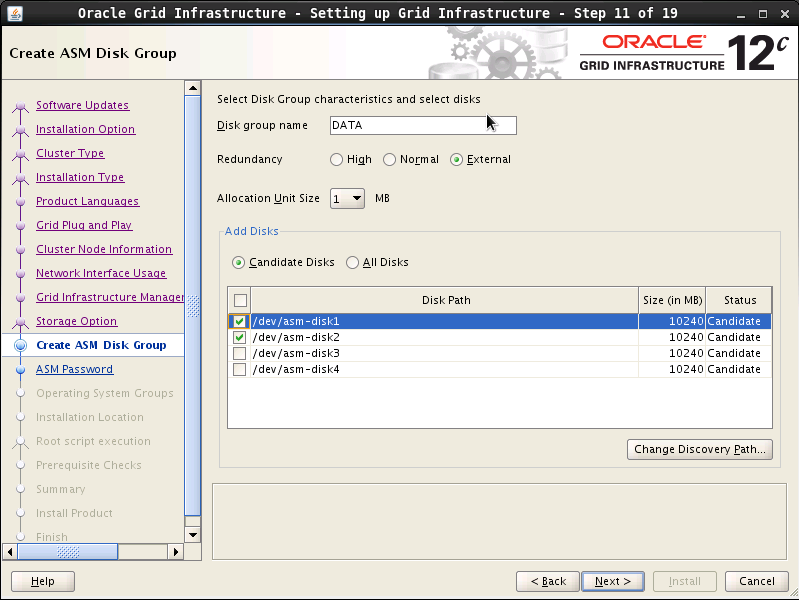 Oracle Grid Infrastructure - Setting up Grid Infrastructure - Step 11 of 19
Create ASM Disk Group
ORACLE
GRID INFRASTRUCTURE
12c
Software Updates
Installation Option
Cluster Type
Installation Type
Product Languages
Grid Plug and Play
Cluster Node Information
Network Interface Usage
Grid Infrastructure Manager
Storage Option
Create ASM Disk Group
ASM Password
Operating System Groups
Installation Location
Root script execution
Prerequisite Checks
Summary
Install Product
Finish
Select Disk Group characteristics and select disks
Disk group name DATA
Redundancy High Normal External
Allocation Unit Size 1 MB
Add Disks
Candidate Disks All Disks
Disk Path Size (in MB) Status
/dev/asm-disk1 10240 Candidate
/dev/asm-disk2 10240 Candidate
/dev/asm-disk3 10240 Candidate
/dev/asm-disk4 10240 Candidate
Change Discovery Path...
Help < Back Next > Install Cancel